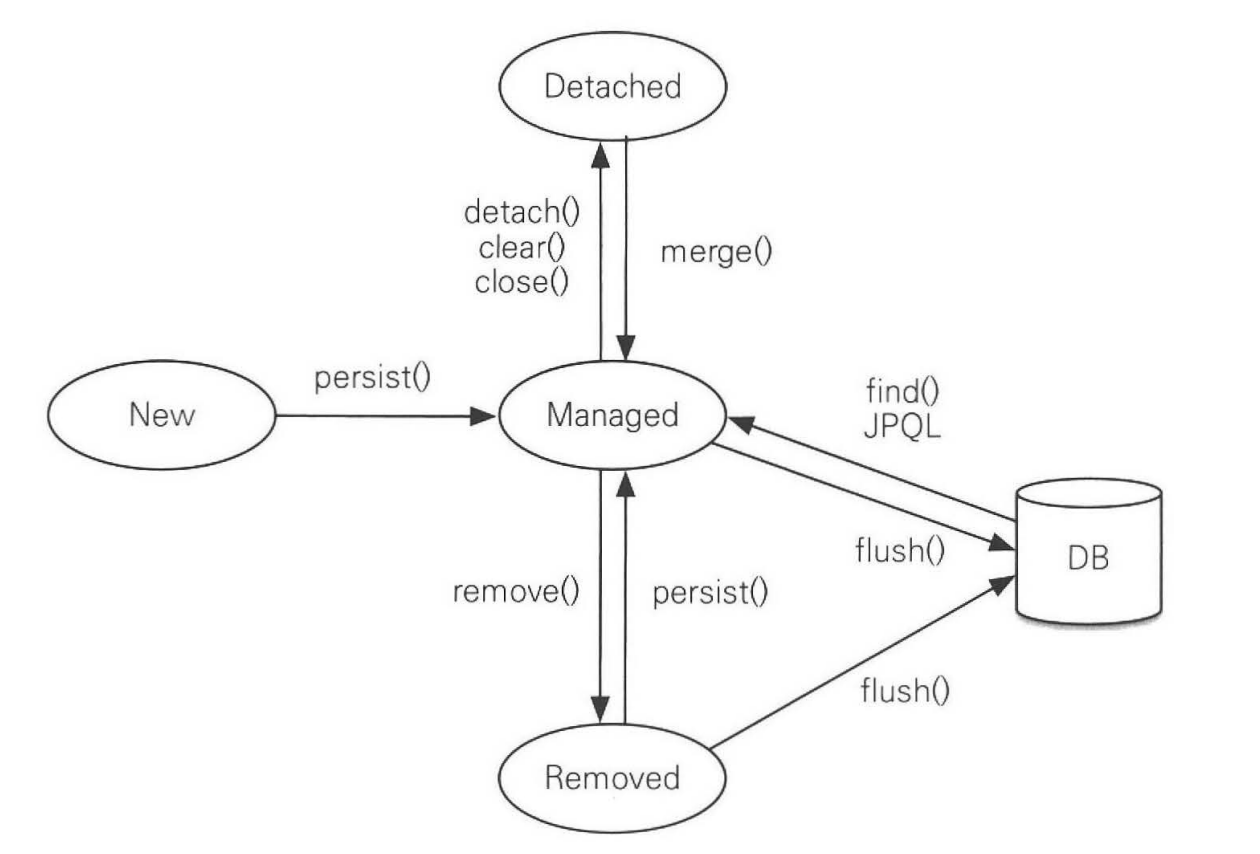 Detached
detach()
clear()
close()
merge()
New
persist()
Managed
find()
JPQL
flush()
DB
remove()
persist()
flush()
Removed